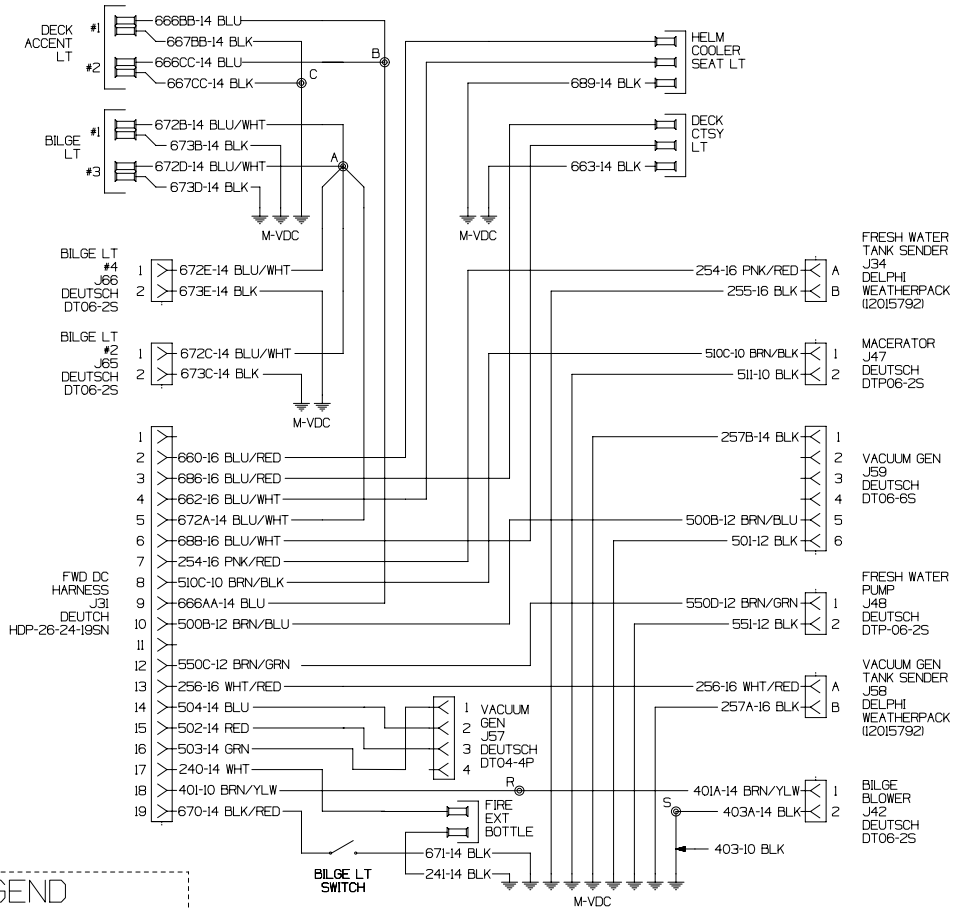 DECK
ACCENT
LT
#1
#2
666BB-14 BLU
667BB-14 BLK
666CC-14 BLU
667CC-14 BLK
B
C
BILGE
LT
#1
#3
672B-14 BLU/WHT
673B-14 BLK
672D-14 BLU/WHT
673D-14 BLK
A
M-VDC
HELM
COOLER
SEAT LT
689-14 BLK
DECK
CTSY
LT
663-14 BLK
M-VDC
BILGE LT
#4
J66
DEUTSCH
DT06-2S
1
2
672E-14 BLU/WHT
673E-14 BLK
BILGE LT
#2
J65
DEUTSCH
DT06-2S
1
2
672C-14 BLU/WHT
673C-14 BLK
M-VDC
254-16 PNK/RED
255-16 BLK
A
B
FRESH WATER
TANK SENDER
J34
DELPHI
WEATHERPACK
(12015792)
510C-10 BRN/BLK
511-10 BLK
1
2
MACERATOR
J47
DEUTSCH
DTP06-2S
FWD DC
HARNESS
J31
DEUTCH
HDP-26-24-19SN
1
2 660-16 BLU/RED
3 686-16 BLU/RED
4 662-16 BLU/WHT
5 672A-14 BLU/WHT
6 688-16 BLU/WHT
7 254-16 PNK/RED
8 510C-10 BRN/BLK
9 666AA-14 BLU
10 500B-12 BRN/BLU
11
12 550C-12 BRN/GRN
13 256-16 WHT/RED
14 504-14 BLU
15 502-14 RED
16 503-14 GRN
17 240-14 WHT
18 401-10 BRN/YLW
19 670-14 BLK/RED
257B-14 BLK 1
2
3
4
500B-12 BRN/BLU 5
501-12 BLK 6
VACUUM GEN
J59
DEUTSCH
DT06-6S
550D-12 BRN/GRN 1
551-12 BLK 2
FRESH WATER
PUMP
J48
DEUTSCH
DTP-06-2S
256-16 WHT/RED A
257A-16 BLK B
VACUUM GEN
TANK SENDER
J58
DELPHI
WEATHERPACK
(12015792)
1
2
3
4
VACUUM
GEN
J57
DEUTSCH
DT04-4P
R
401A-14 BRN/YLW 1
S
403A-14 BLK 2
BILGE
BLOWER
J42
DEUTSCH
DT06-2S
403-10 BLK
FIRE
EXT
BOTTLE
BILGE LT
SWITCH
671-14 BLK
241-14 BLK
M-VDC
GEND